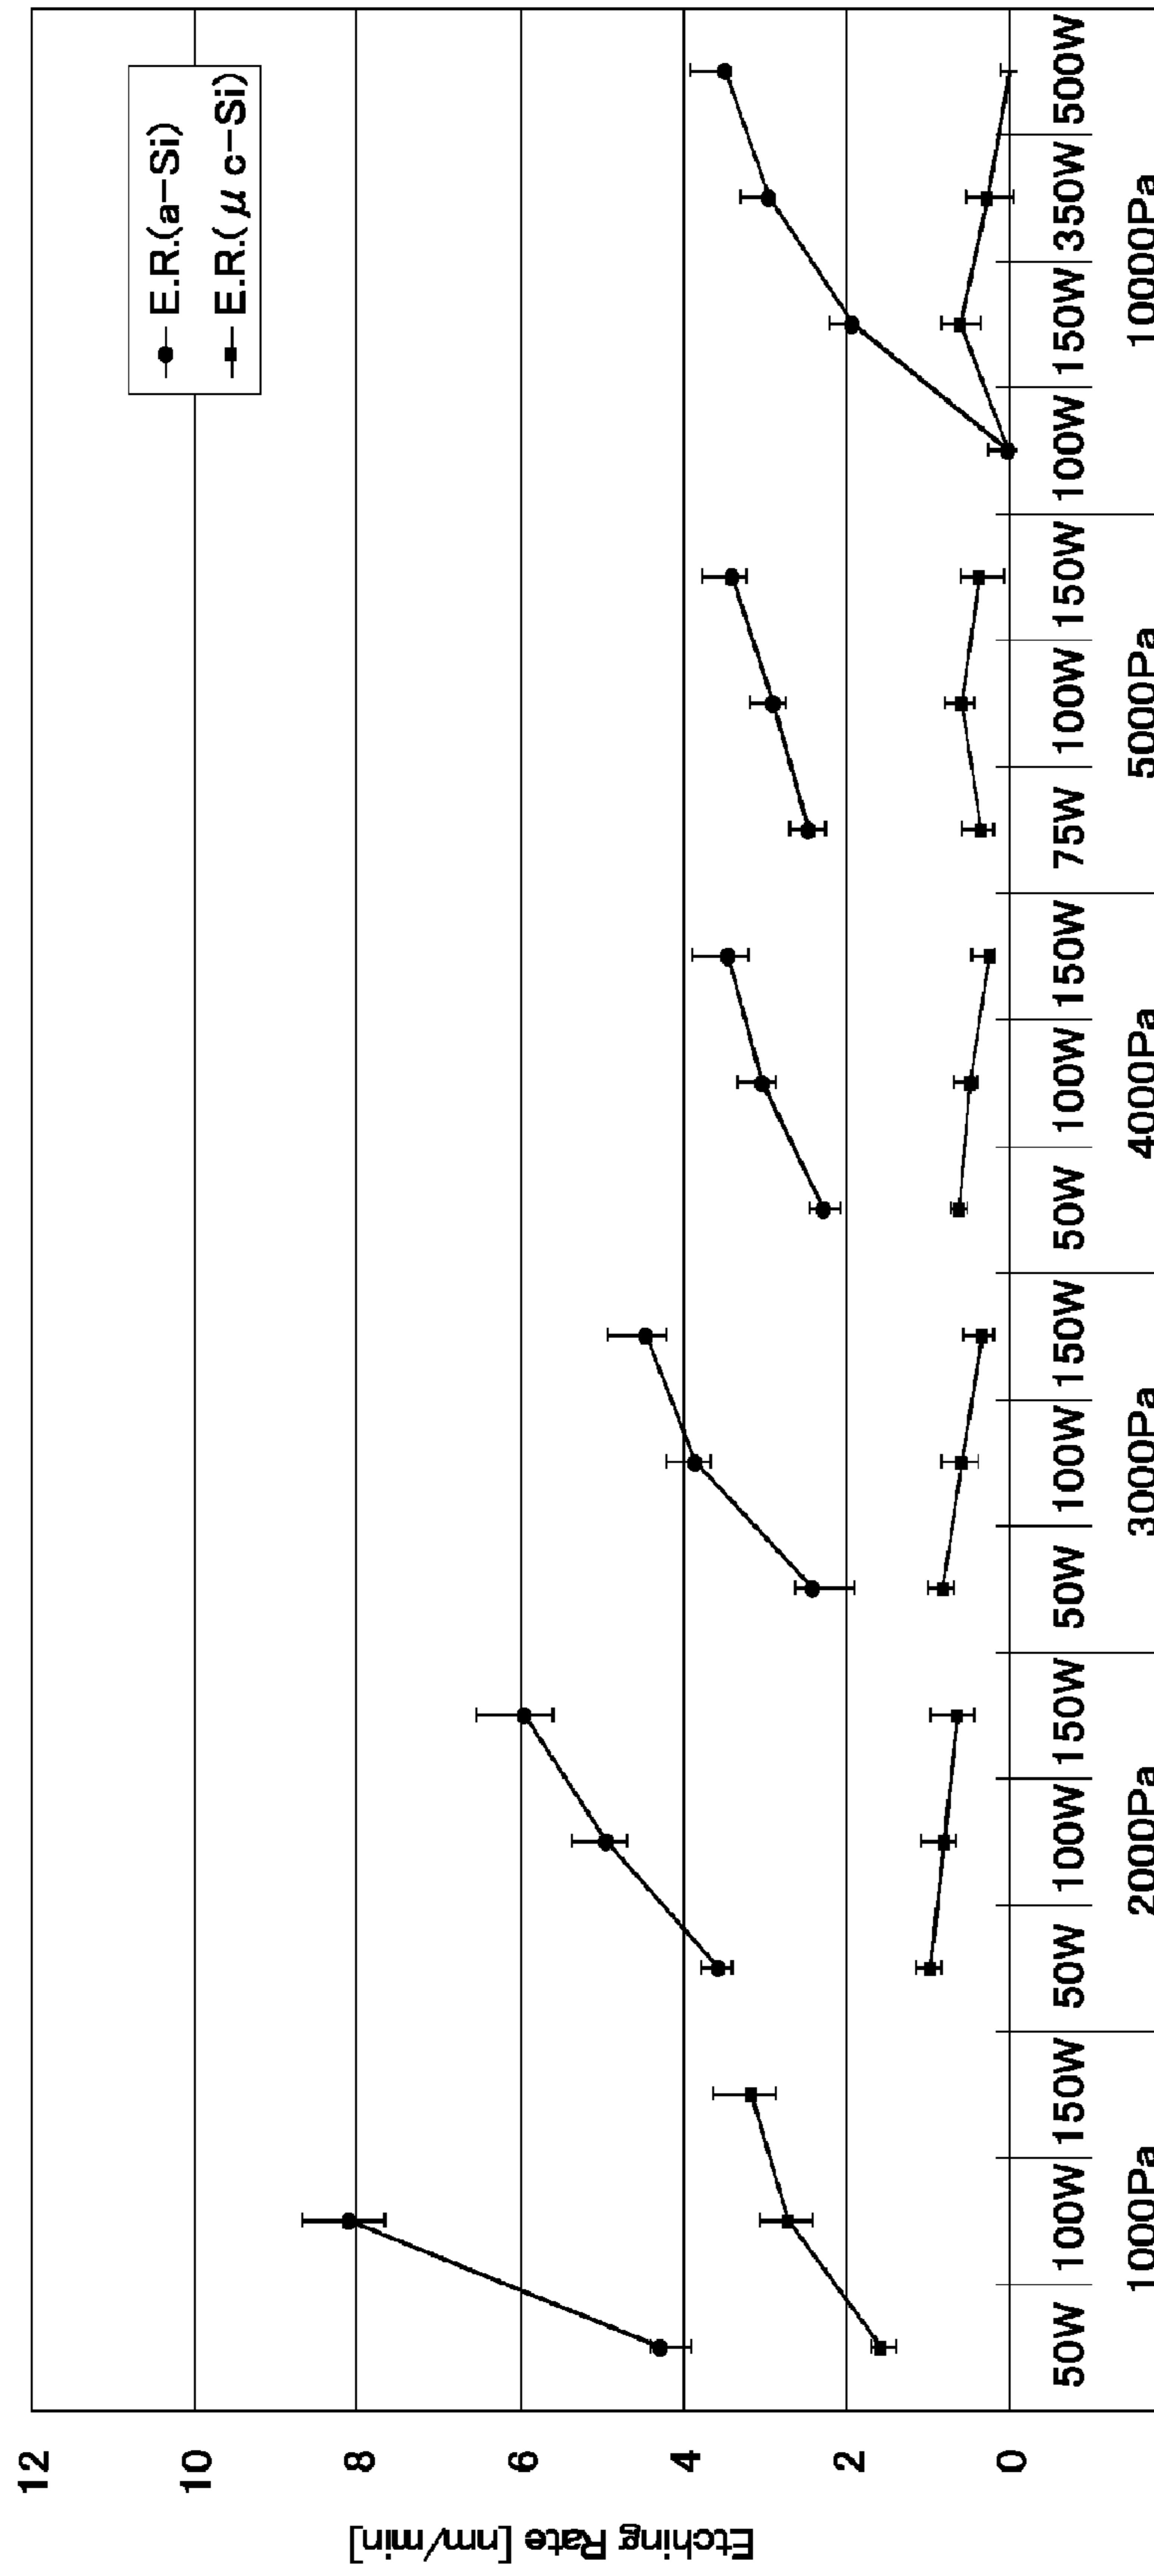 E.R.(a-Si)
E.R.(μc-Si)
12
10
8
6
4
2
0
Etching Rate [nm/min]
50W 100W 150W 50W 100W 150W 50W 100W 150W 50W 100W 150W 75W 100W 150W 100W 150W 350W 500W
1000Pa 2000Pa 3000Pa 4000Pa 5000Pa 10000Pa